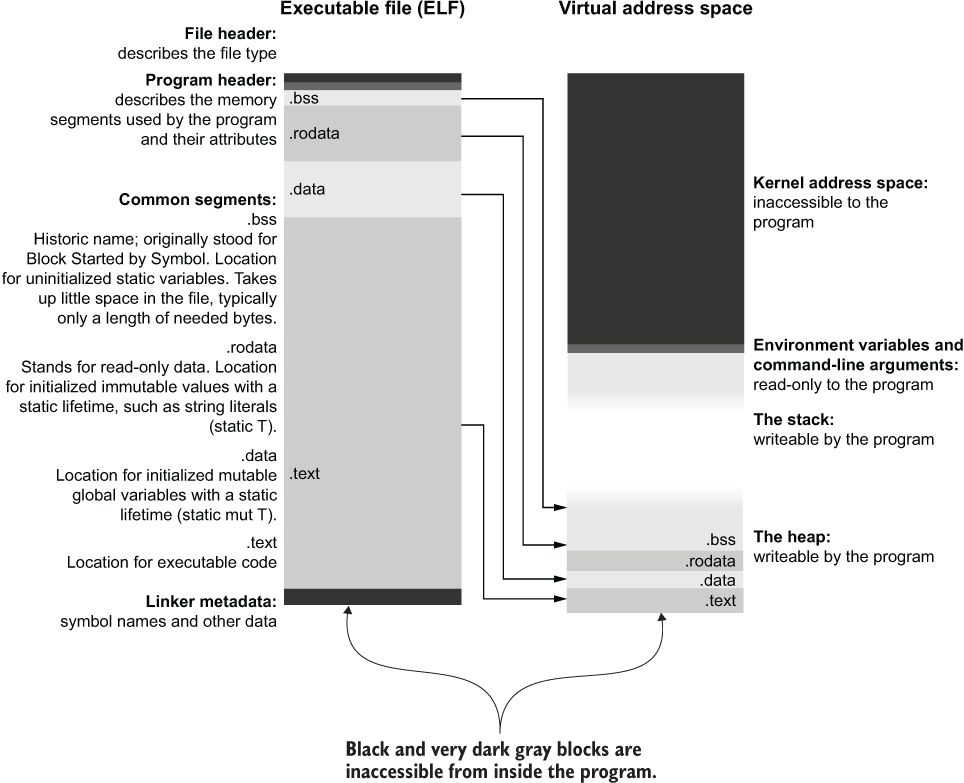 Executable file (ELF)
Virtual address space
File header:
describes the file type
Program header:
describes the memory
segments used by the program
and their attributes
Common segments:
.bss
Historic name; originally stood for
Block Started by Symbol. Location
for uninitialized static variables. Takes
up little space in the file, typically
only a length of needed bytes.
.rodata
Stands for read-only data. Location
for initialized immutable values with a
static lifetime, such as string literals
(static T).
.data
Location for initialized mutable
global variables with a static
lifetime (static mut T).
.text
Location for executable code
Linker metadata:
symbol names and other data
.bss
.rodata
.data
.text
.bss
.rodata
.data
.text
Kernel address space:
inaccessible to the
program
Environment variables and
command-line arguments:
read-only to the program
The stack:
writeable by the program
The heap:
writeable by the program
Black and very dark gray blocks are
inaccessible from inside the program.